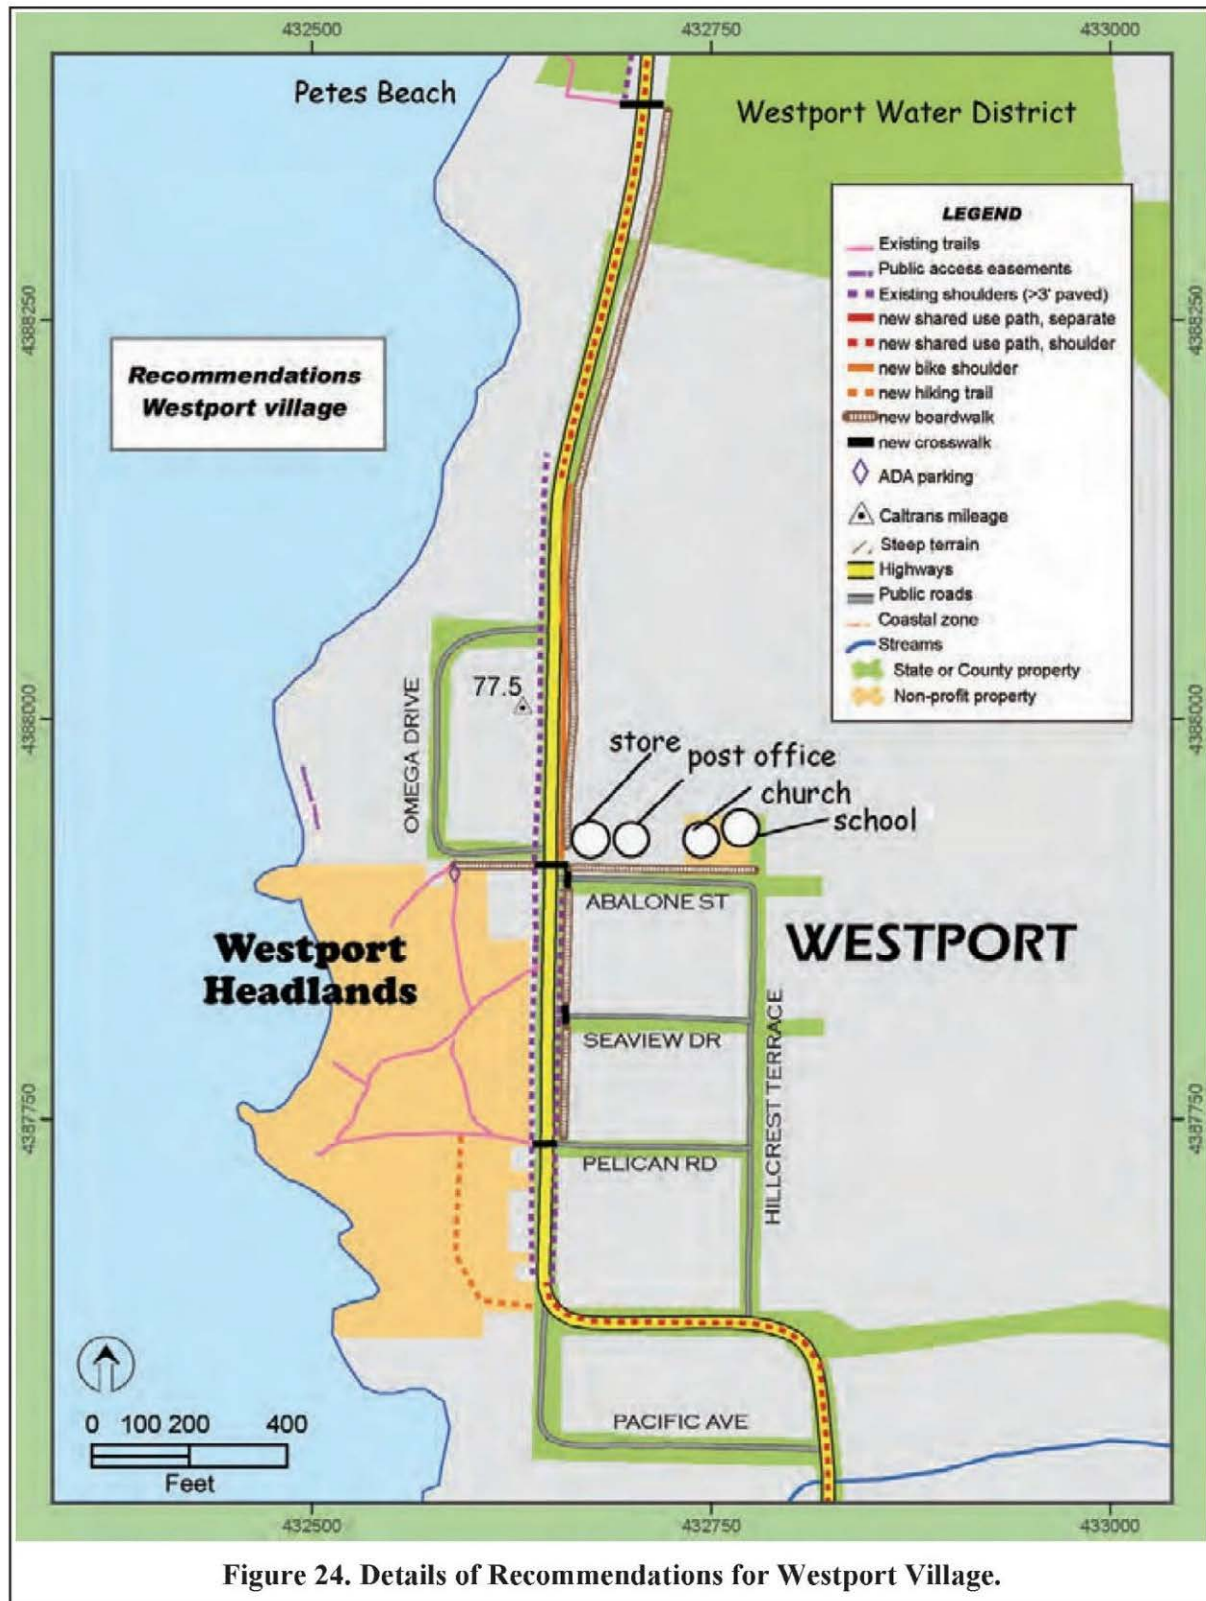 432500 432750 433000
Petes Beach
Westport Water District
LEGEND
Existing trails
Public access easements
Existing shoulders (>3' paved)
new shared use path, separate
new shared use path, shoulder
new bike shoulder
new hiking trail
new boardwalk
new crosswalk
ADA parking
Caltrans mileage
Steep terrain
Highways
Public roads
Coastal zone
Streams
State or County property
Non-profit property
4388250
4388250
Recommendations
Westport village
4388000
4388000
OMEGA DRIVE
77.5
store
post office
church
school
ABALONE ST
Westport
Headlands
WESTPORT
SEAVIEW DR
HILLCREST TERRACE
4387750
4387750
PELICAN RD
PACIFIC AVE
0 100 200 400
Feet
432500 432750 433000
Figure 24. Details of Recommendations for Westport Village.